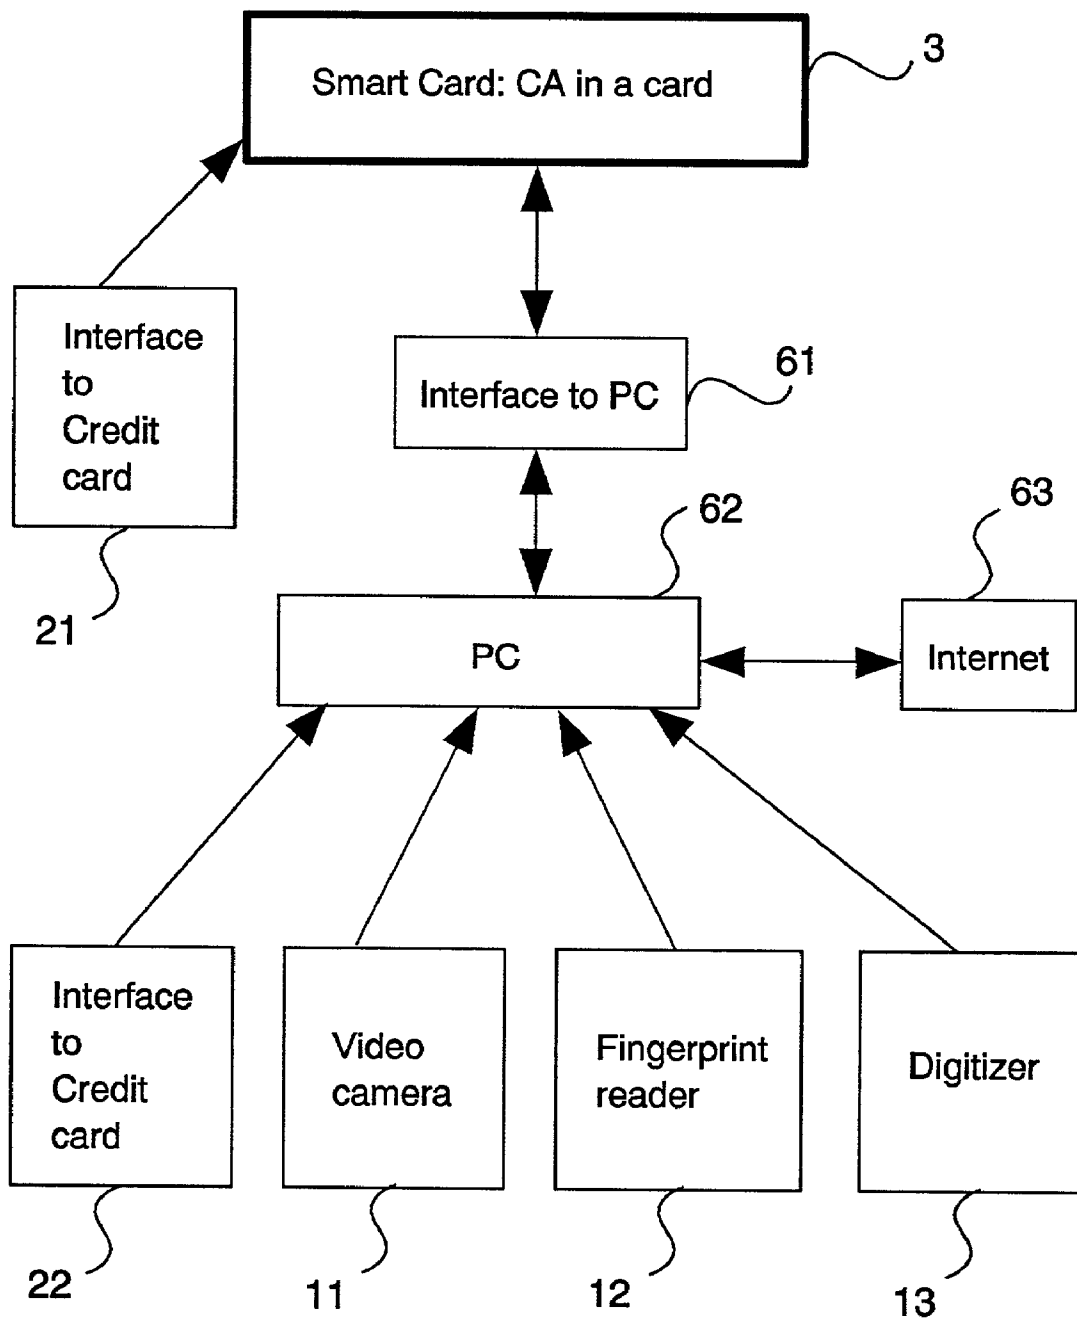 3
Smart Card: CA in a card
Interface
to
Credit
card
21
Interface to PC
61
62
63
PC
Internet
Interface
to
Credit
card
Video
camera
Fingerprint
reader
Digitizer
22
11
12
13